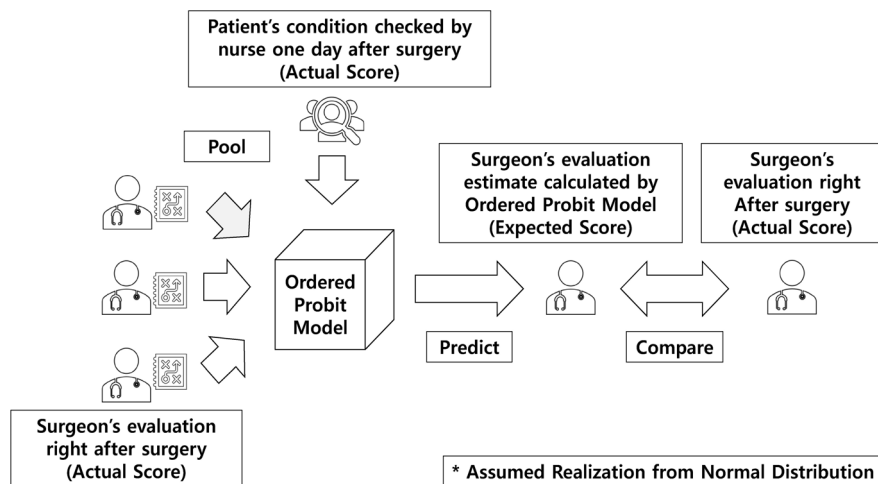 Patient's condition checked by
nurse one day after surgery
(Actual Score)
Pool
Surgeon's evaluation
estimate calculated by
Ordered Probit Model
(Expected Score)
Surgeon's
evaluation right
After surgery
(Actual Score)
Ordered
Probit
Model
Predict
Compare
Surgeon's evaluation
right after surgery
(Actual Score)
* Assumed Realization from Normal Distribution